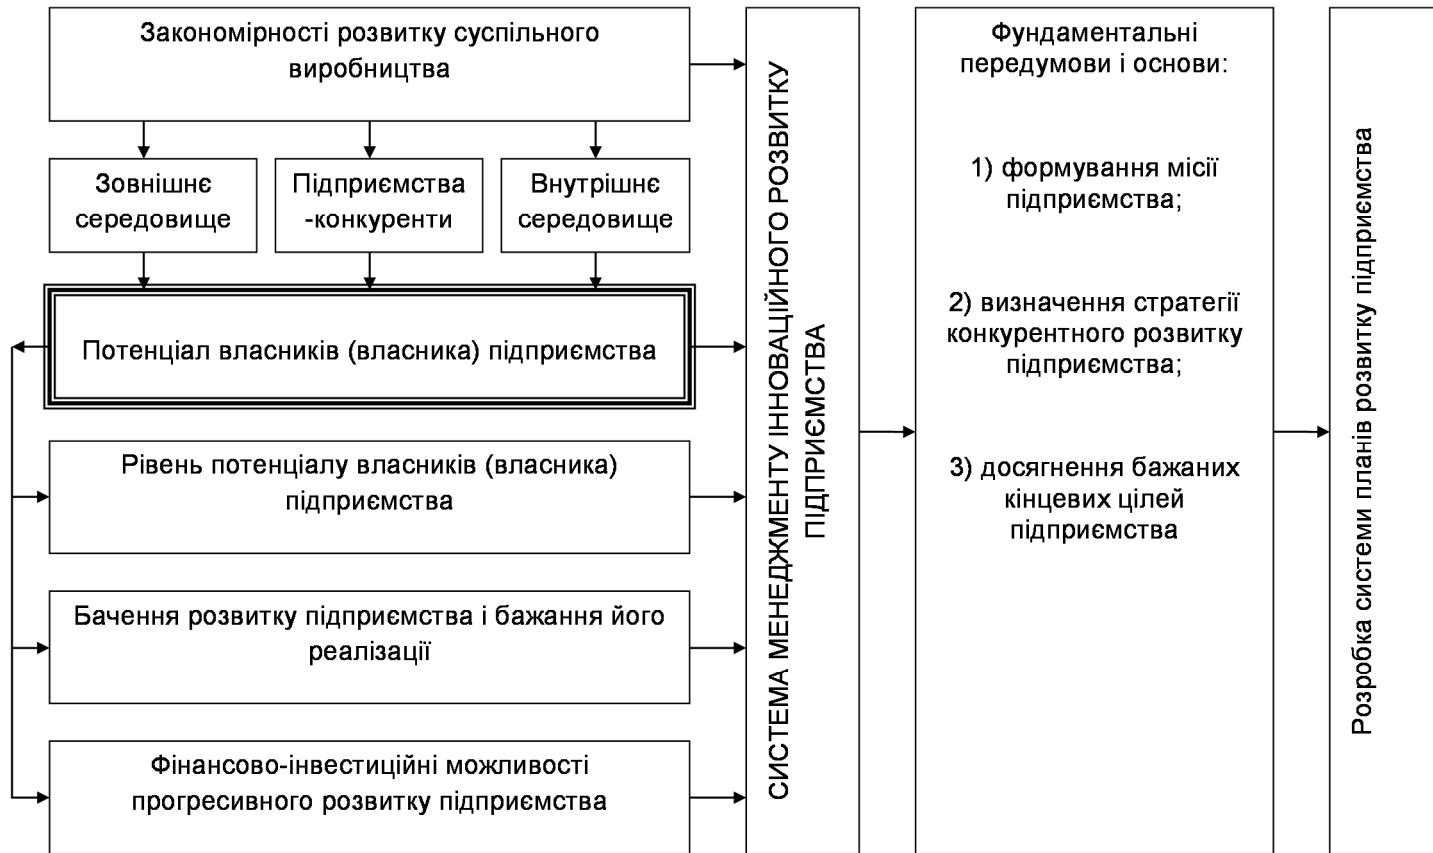 Закономірності розвитку суспільного
виробництва
Зовнішнє
середовище
Підприємства
-конкуренти
Внутрішнє
середовище
Потенціал власників (власника) підприємства
Рівень потенціалу власників (власника)
підприємства
Бачення розвитку підприємства і бажання його
реалізації
Фінансово-інвестиційні можливості
прогресивного розвитку підприємства
СИСТЕМА МЕНЕДЖМЕНТУ ІННОВАЦІЙНОГО РОЗВИТКУ
ПІДПРИЄМСТВА
Фундаментальні
передумови і основи:
1) формування місії
підприємства;
2) визначення стратегії
конкурентного розвитку
підприємства;
3) досягнення бажаних
кінцевих цілей
підприємства
Розробка системи планів розвитку підприємства